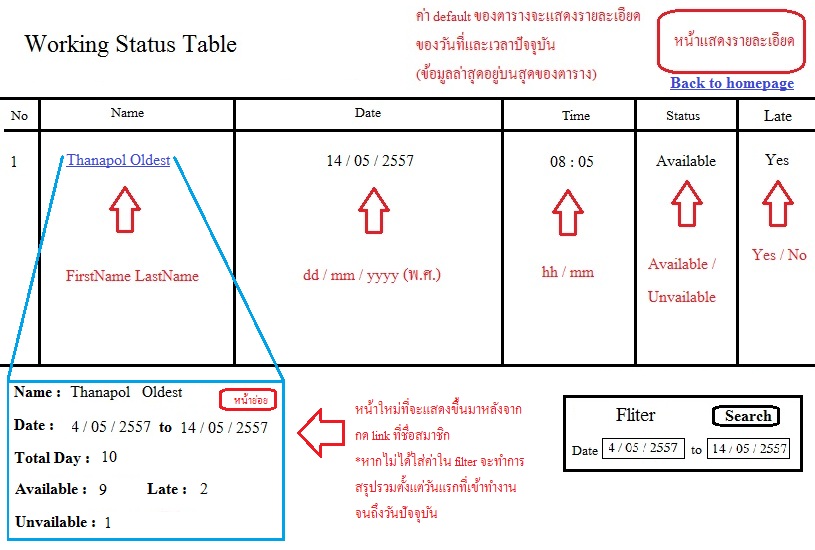 Working Status Table
ค่า default ของตารางจะแสดงรายละเอียด
ของวันที่และเวลาปัจจุบัน
(ข้อมูลล่าสุดอยู่บนสุดของตาราง)
หน้าแสดงรายละเอียด
Back to homepage
No Name Date Time Status Late
1 Thanapol Oldest 14 / 05 / 2557 08 : 05 Available Yes
FirstName LastName dd / mm / yyyy (พ.ศ.) hh / mm Available / Yes / No
Unvailable
Name : Thanapol Oldest หน้าย่อย
Date : 4 / 05 / 2557 to 14 / 05 / 2557
Total Day : 10
Available : 9 Late : 2
Unvailable : 1
หน้าใหม่ที่จะแสดงขึ้นมาหลังจาก
กด link ที่ชื่อสมาชิก
*หากไม่ได้ใส่ค่าใน filter จะทำการ
สรุปรวมตั้งแต่วันแรกที่เข้าทำงาน
จนถึงวันปัจจุบัน
Fliter Search
Date 4 / 05 / 2557 to 14 / 05 / 2557